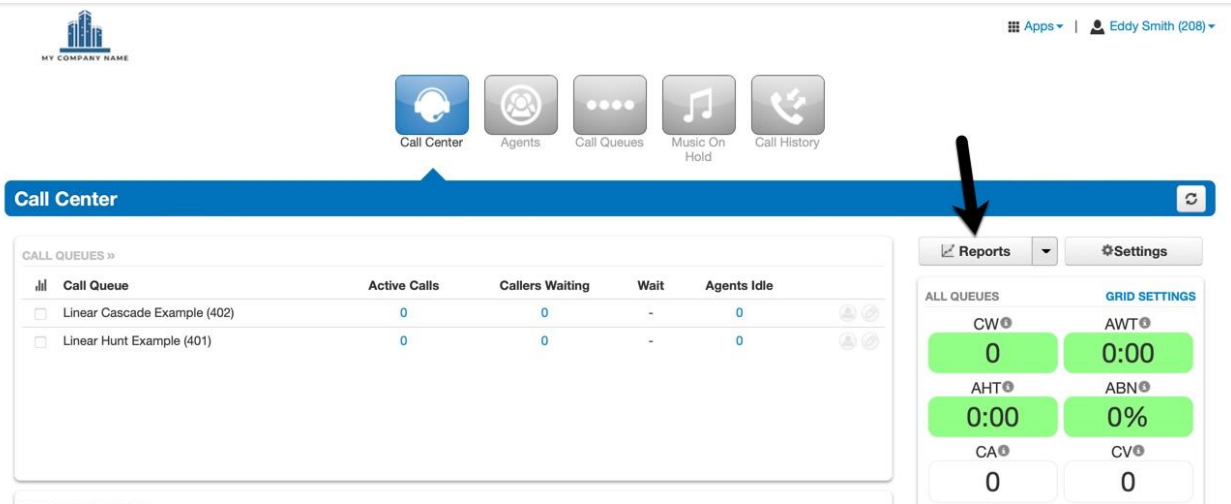 MY COMPANY NAME
Apps | Eddy Smith (208)
Call Center
Agents
Call Queues
Music On
Hold
Call History
Call Center
Reports
Settings
CALL QUEUES »
Call Queue Active Calls Callers Waiting Wait Agents Idle
Linear Cascade Example (402) 0 0 - 0
Linear Hunt Example (401) 0 0 - 0
ALL QUEUES GRID SETTINGS
CW AWT
0 0:00
AHT ABN
0:00 0%
CA CV
0 0